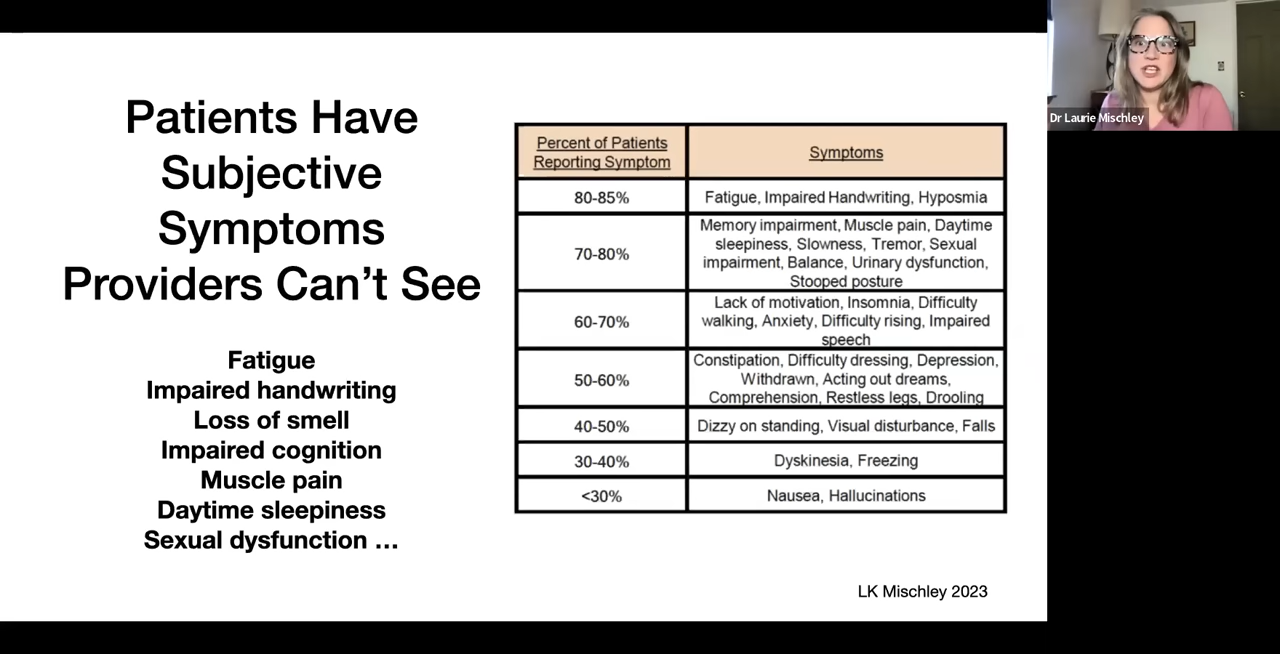 Patients Have
Subjective
Symptoms
Providers Can’t See
Fatigue
Impaired handwriting
Loss of smell
Impaired cognition
Muscle pain
Daytime sleepiness
Sexual dysfunction …
Percent of Patients
Reporting Symptom
Symptoms
80-85%
Fatigue, Impaired Handwriting, Hyposmia
70-80%
Memory impairment, Muscle pain, Daytime
sleepiness, Slowness, Tremor, Sexual
impairment, Balance, Urinary dysfunction,
Stooped posture
60-70%
Lack of motivation, Insomnia, Difficulty
walking, Anxiety, Difficulty rising, Impaired
speech
50-60%
Constipation, Difficulty dressing, Depression,
Withdrawn, Acting out dreams,
Comprehension, Restless legs, Drooling
40-50%
Dizzy on standing, Visual disturbance, Falls
30-40%
Dyskinesia, Freezing
<30%
Nausea, Hallucinations
LK Mischley 2023
Dr Laurie Mischley